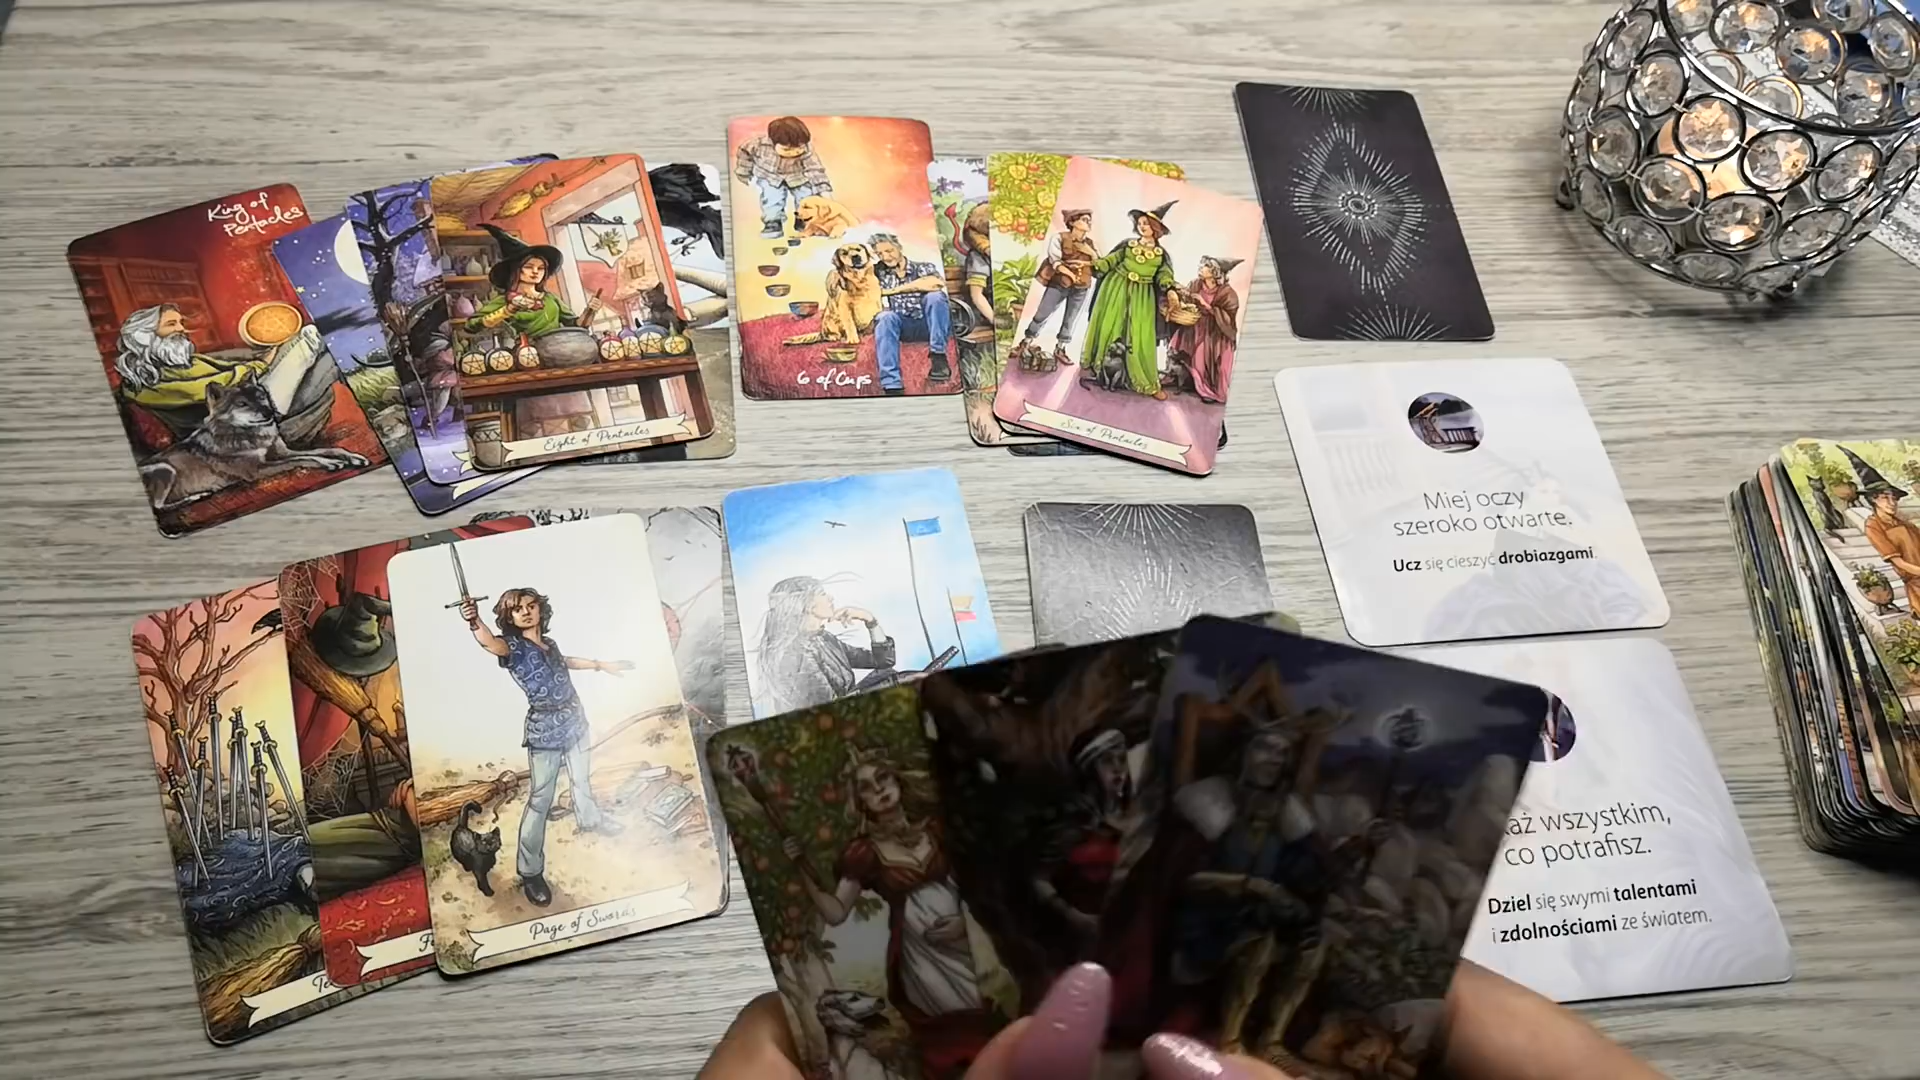 King of
Pentacles
Eight of Pentacles
6 of Cups
Six of Pentacles
Miej oczy
szeroko otwarte.
Ucz się cieszyć drobiazgami.
Page of Swords
wszystkim,
co potrafisz.
Dziel się swymi talentami
i zdolnościami ze światem.